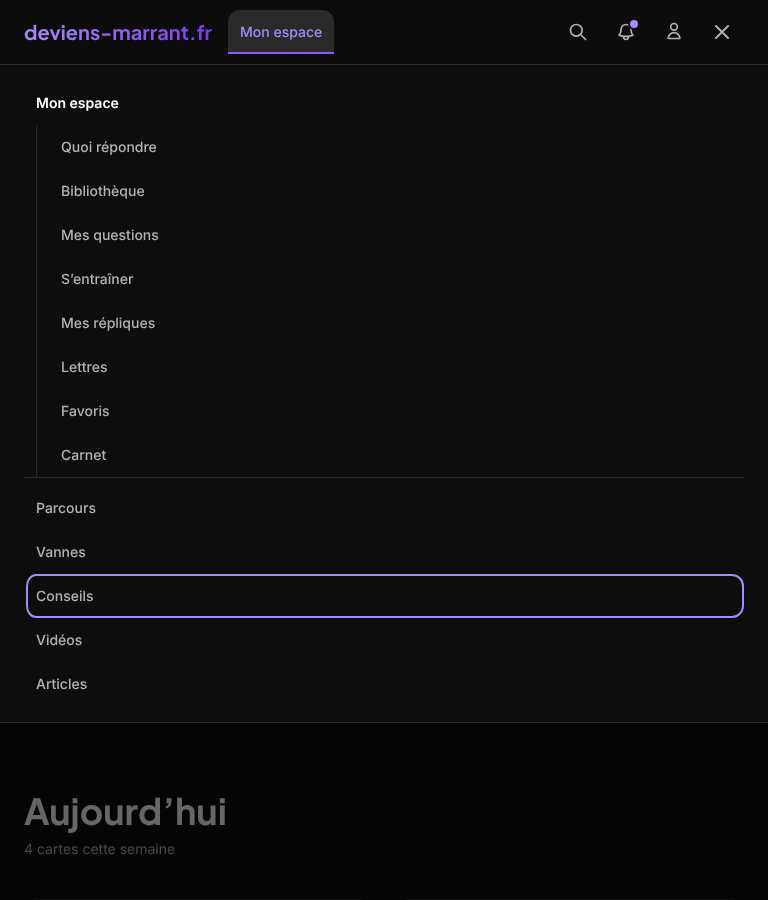 deviens-marrant.fr
Mon espace
Mon espace
Quoi répondre
Bibliothèque
Mes questions
S’entraîner
Mes répliques
Lettres
Favoris
Carnet
Parcours
Vannes
Conseils
Vidéos
Articles
Aujourd’hui
4 cartes cette semaine